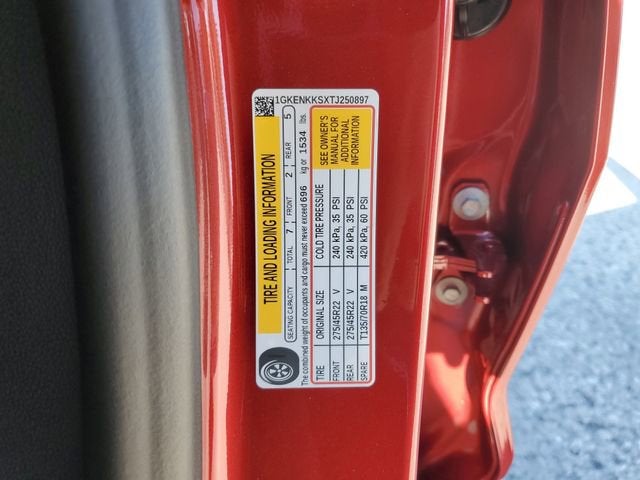 1GKENKKSXTJ250897
TIRE AND LOADING INFORMATION
SEATING CAPACITY TOTAL 7 FRONT 2 REAR 5
The combined weight of occupants and cargo must never exceed 696 kg or 1534 lbs.
TIRE ORIGINAL SIZE COLD TIRE PRESSURE
FRONT 275/45R22 V 240 kPa, 35 PSI
REAR 275/45R22 V 240 kPa, 35 PSI
SPARE T135/70R18 M 420 kPa, 60 PSI
SEE OWNER'S
MANUAL FOR
ADDITIONAL
INFORMATION